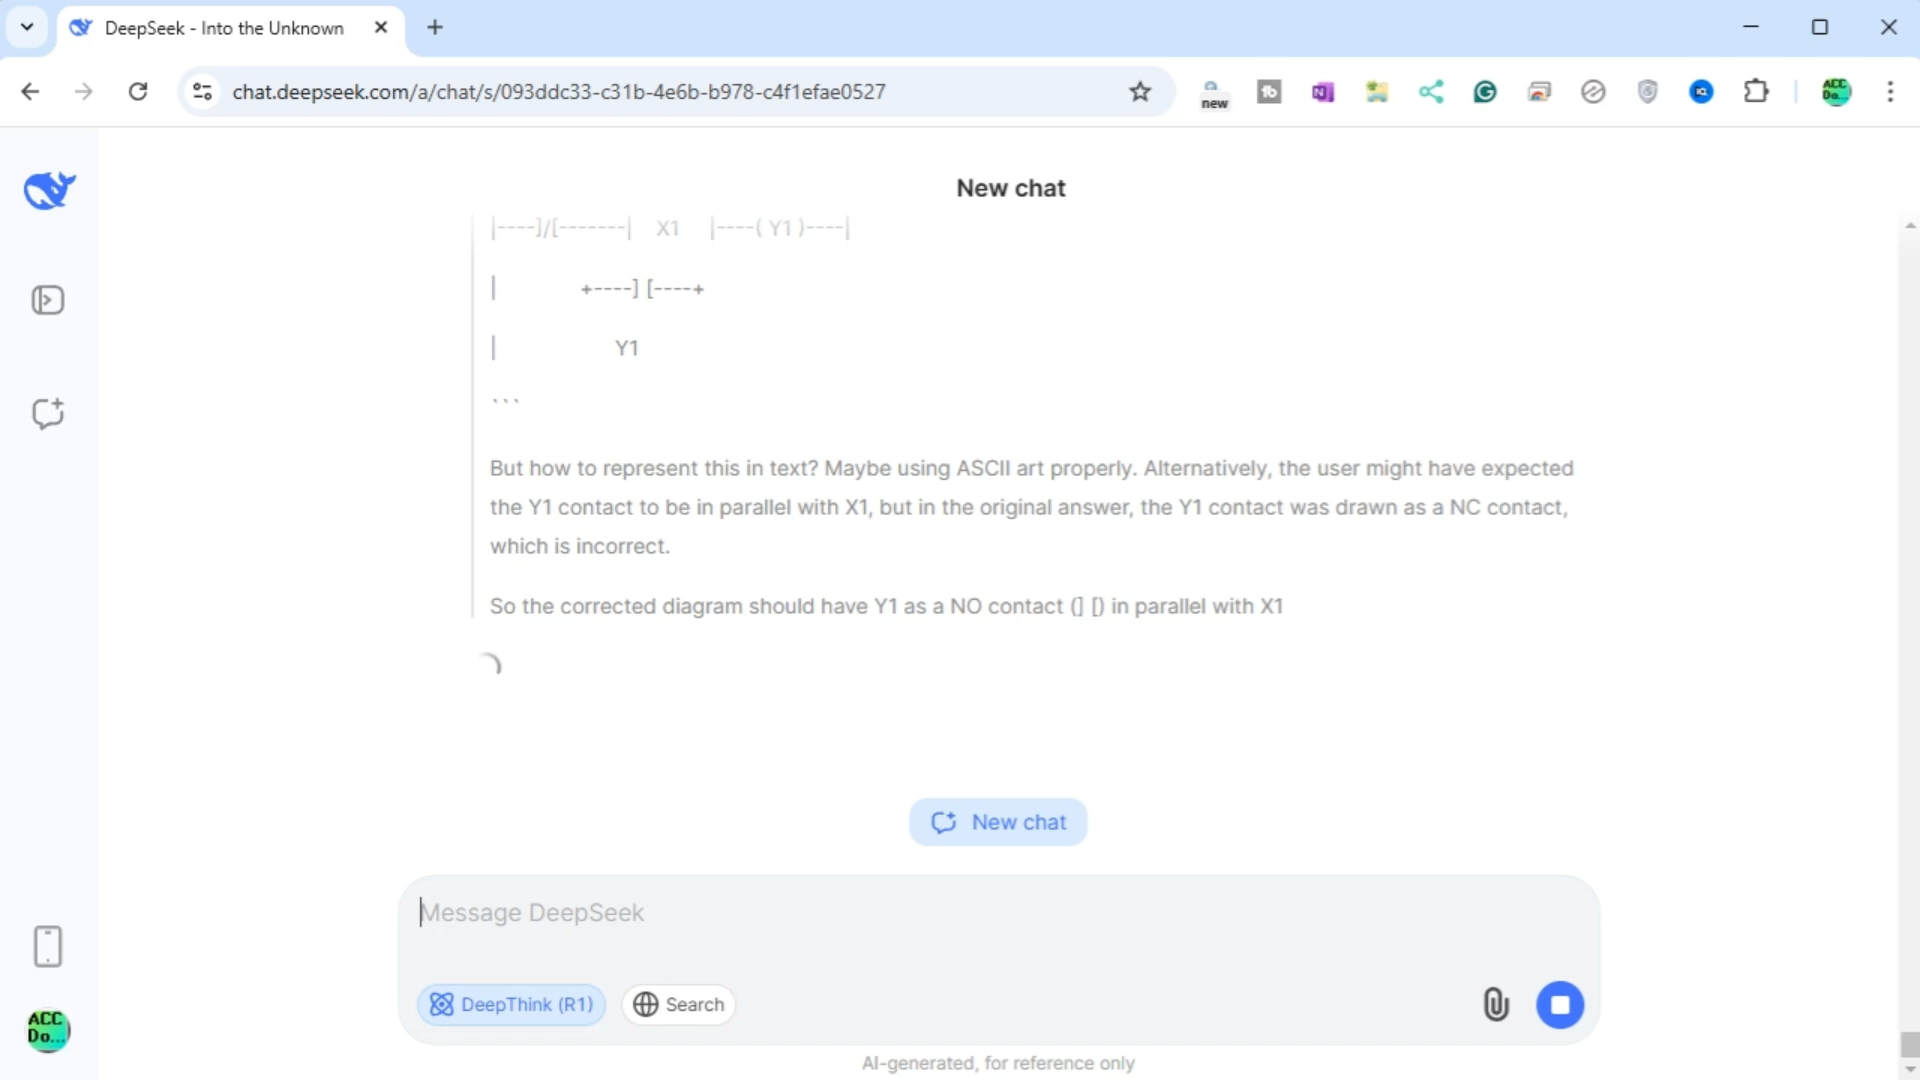 DeepSeek - Into the Unknown
chat.deepseek.com/a/chat/s/093ddc33-c31b-4e6b-b978-c4f1efae0527
new
ACC
Do...
New chat
|----]/[-------|    X1    |----( Y1 )----|
|              +----] [----+
|                   Y1
```
But how to represent this in text? Maybe using ASCII art properly. Alternatively, the user might have expected
the Y1 contact to be in parallel with X1, but in the original answer, the Y1 contact was drawn as a NC contact,
which is incorrect.
So the corrected diagram should have Y1 as a NO contact (] [) in parallel with X1
New chat
Message DeepSeek
DeepThink (R1)
Search
ACC
Do...
AI-generated, for reference only